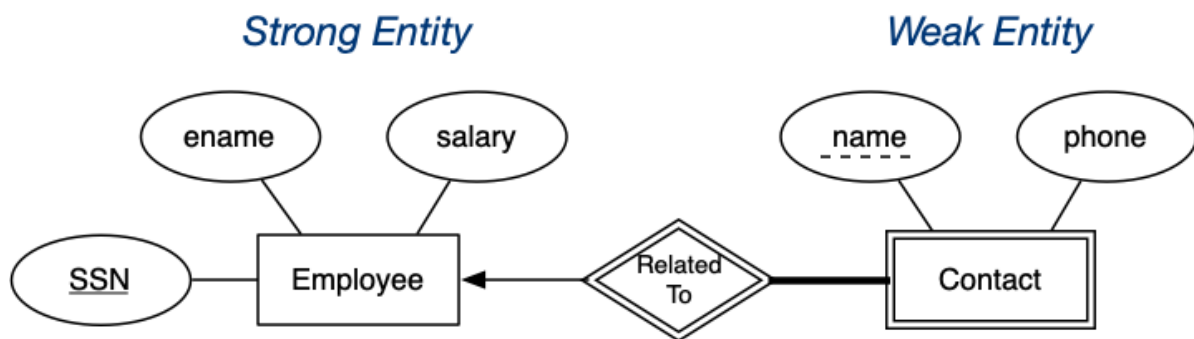 Strong Entity
Weak Entity
ename
salary
name
phone
SSN
Employee
Related
To
Contact